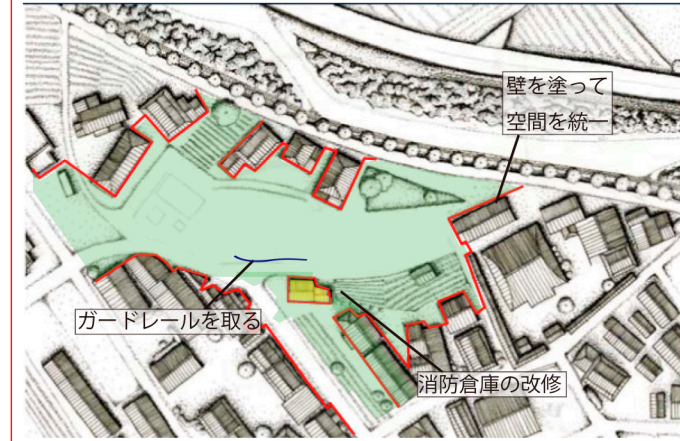 壁を塗って
空間を統一
ガードレールを取る
消防倉庫の改修